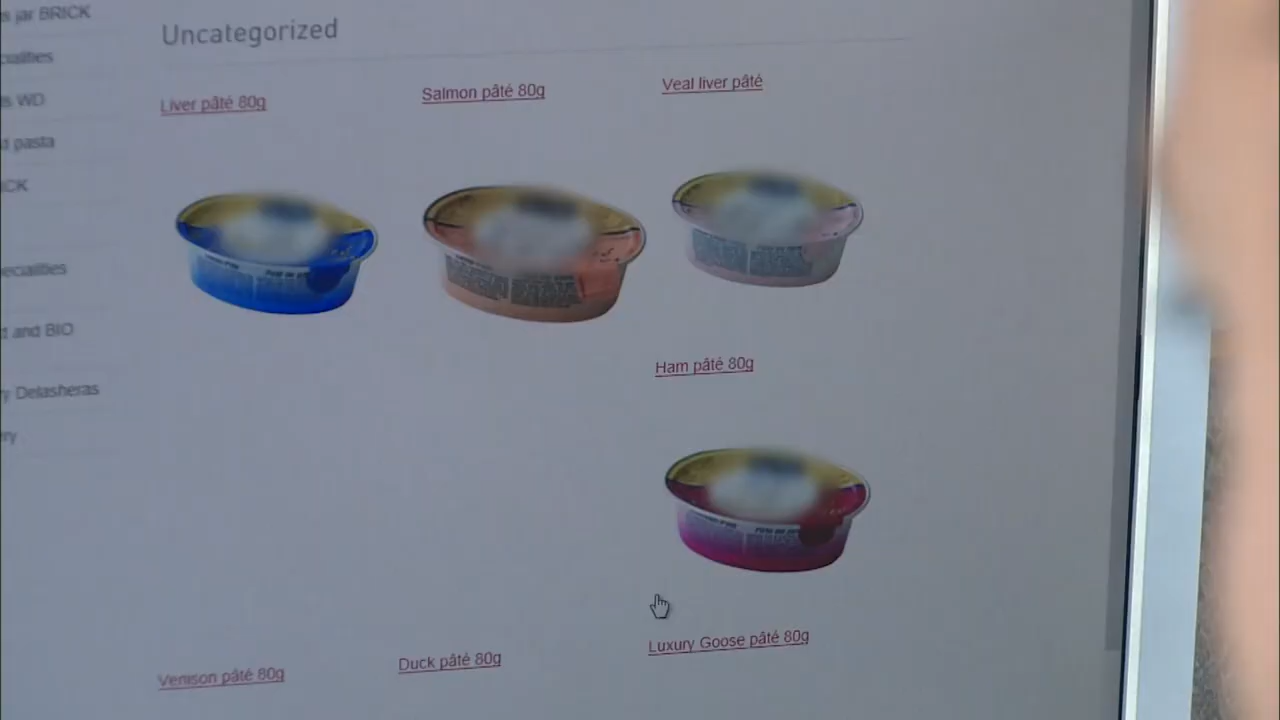 s jar BRICK
Uncategorized
cialities
s WD
Liver pâté 80g
Salmon pâté 80g
Veal liver pâté
d pasta
ICK
ecialities
d and BIO
Ham pâté 80g
y Delasheras
ry
Luxury Goose pâté 80g
Duck pâté 80g
Venison pâté 80g